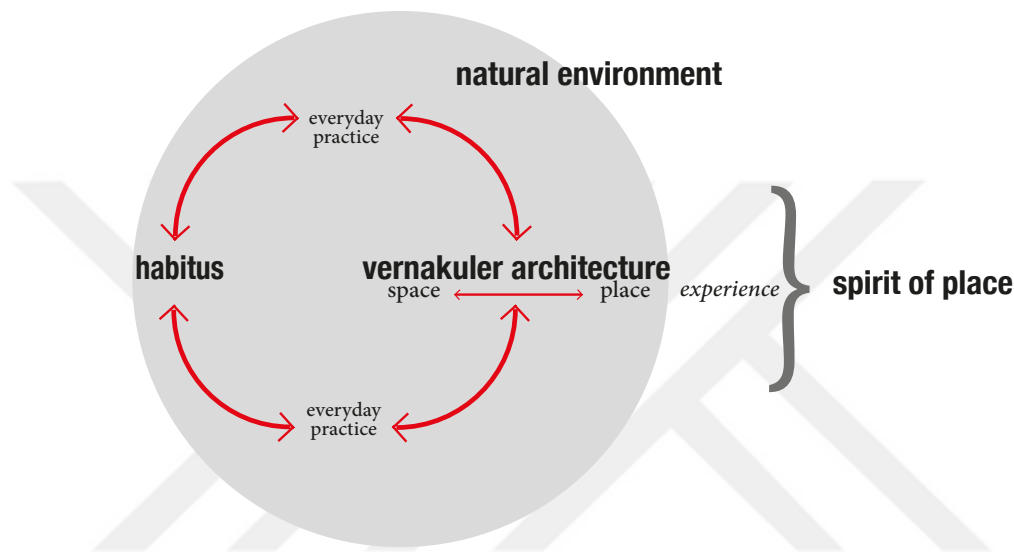 natural environment
everyday
practice
habitus
vernakuler architecture
space
place
experience
spirit of place
everyday
practice